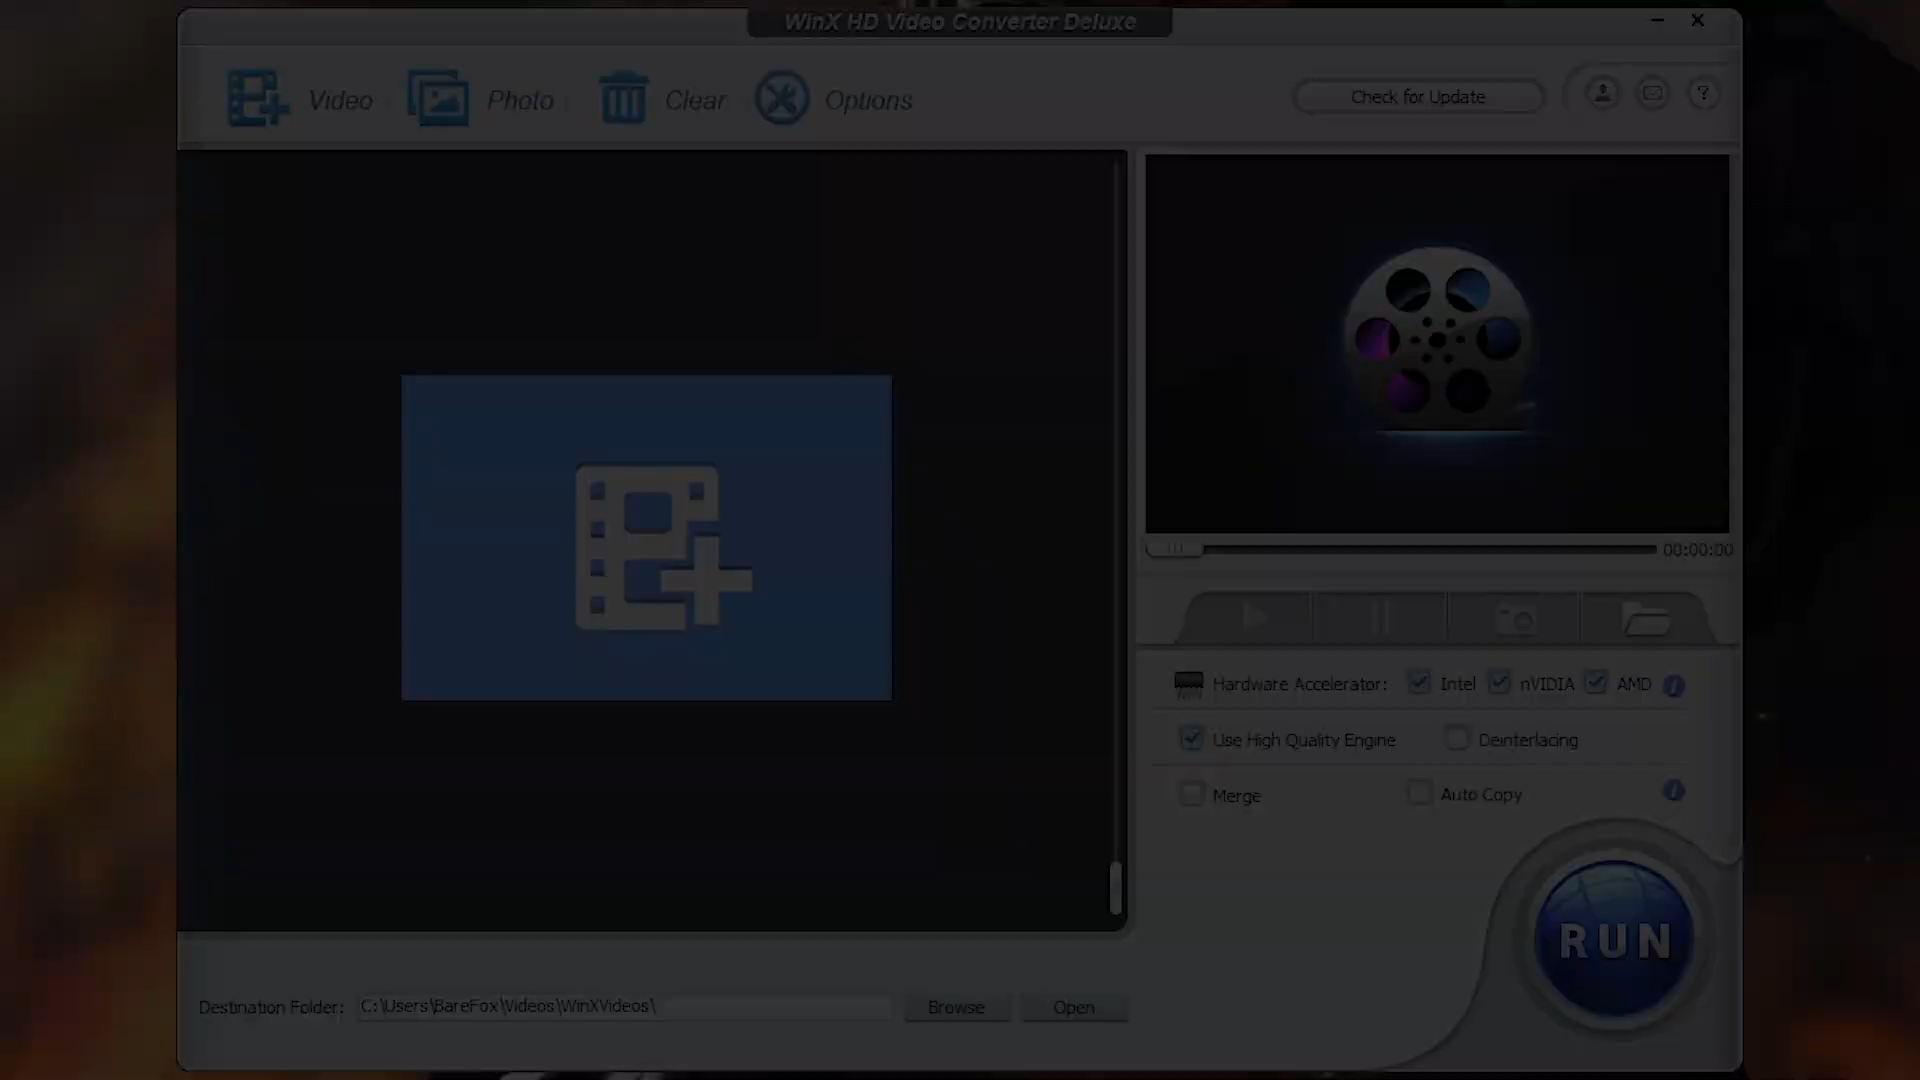 WinX HD Video Converter Deluxe
Video
Photo
Clear
Options
Check for Update
?
00:00:00
Hardware Accelerator:
Intel
nVIDIA
AMD
i
Use High Quality Engine
Deinterlacing
Merge
Auto Copy
i
RUN
Destination Folder:
C:\Users\BareFox\Videos\WinXVideos\
Browse
Open